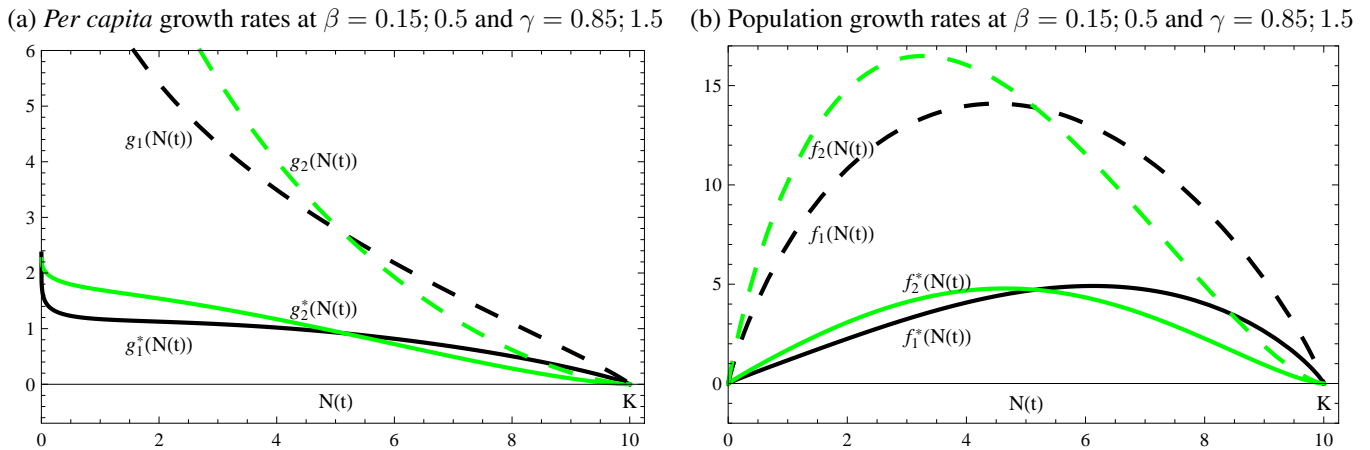 (a) Per capita growth rates at β = 0.15; 0.5 and γ = 0.85; 1.5
6
5
4
3
2
1
0
g₁(N(t))
g₂(N(t))
g₂*(N(t))
g₁*(N(t))
N(t)
K
0 2 4 6 8 10
(b) Population growth rates at β = 0.15; 0.5 and γ = 0.85; 1.5
15
10
5
0
f₂(N(t))
f₁(N(t))
f₂*(N(t))
f₁*(N(t))
N(t)
K
0 2 4 6 8 10